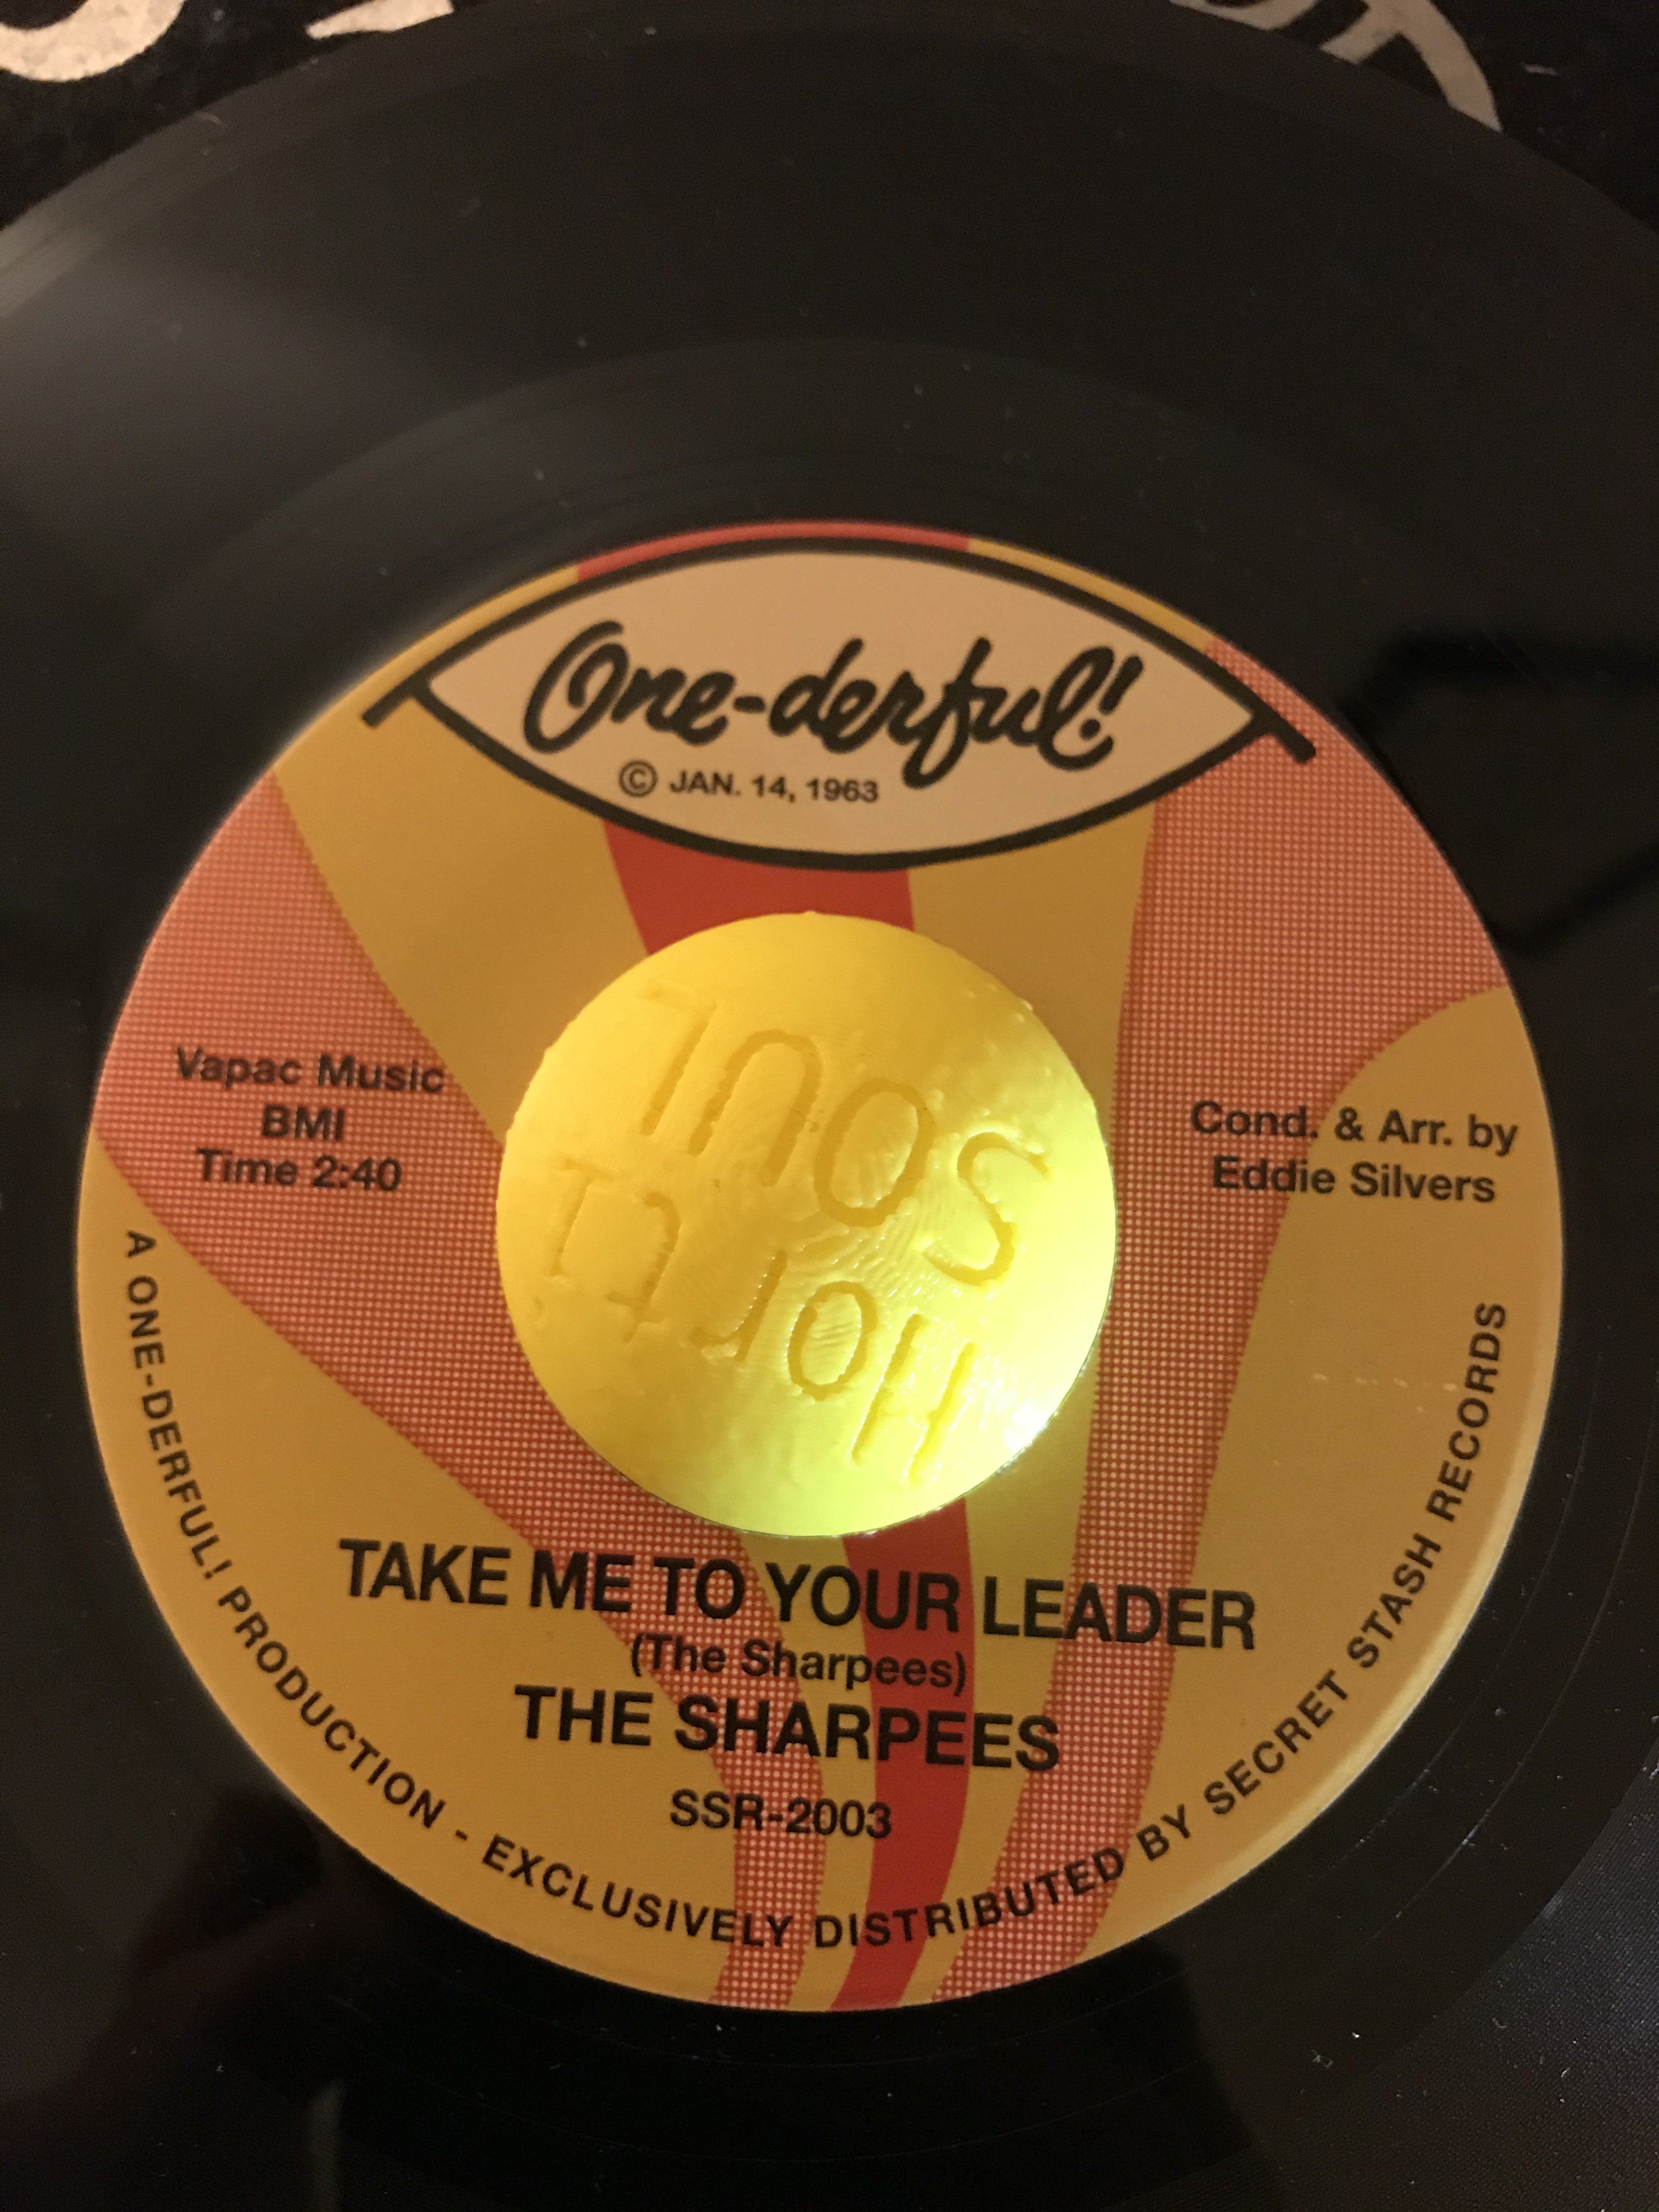 One-derful!
© JAN. 14, 1963
Vapac Music
BMI
Time 2:40
Cond. & Arr. by
Eddie Silvers
SOUL
TAKE ME TO YOUR LEADER
(The Sharpees)
THE SHARPEES
SSR-2003
A ONE-DERFUL! PRODUCTION - EXCLUSIVELY DISTRIBUTED BY SECRET STASH RECORDS